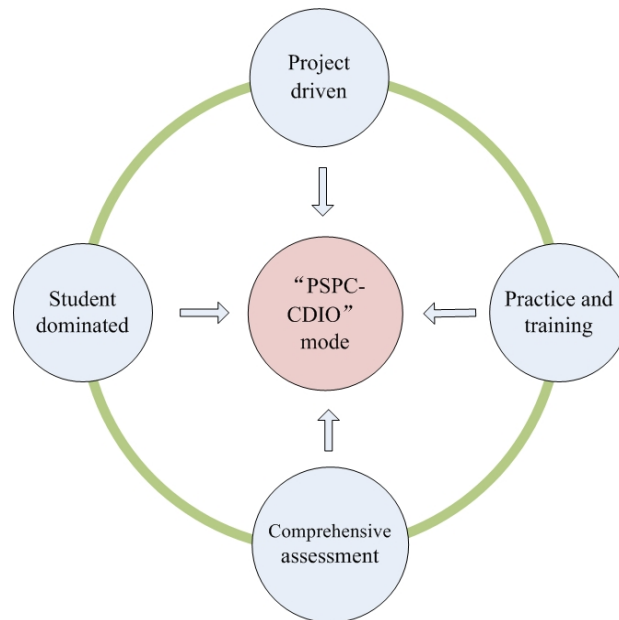 Project
driven
Student
dominated
“PSPC-
CDIO”
mode
Practice and
training
Comprehensive
assessment